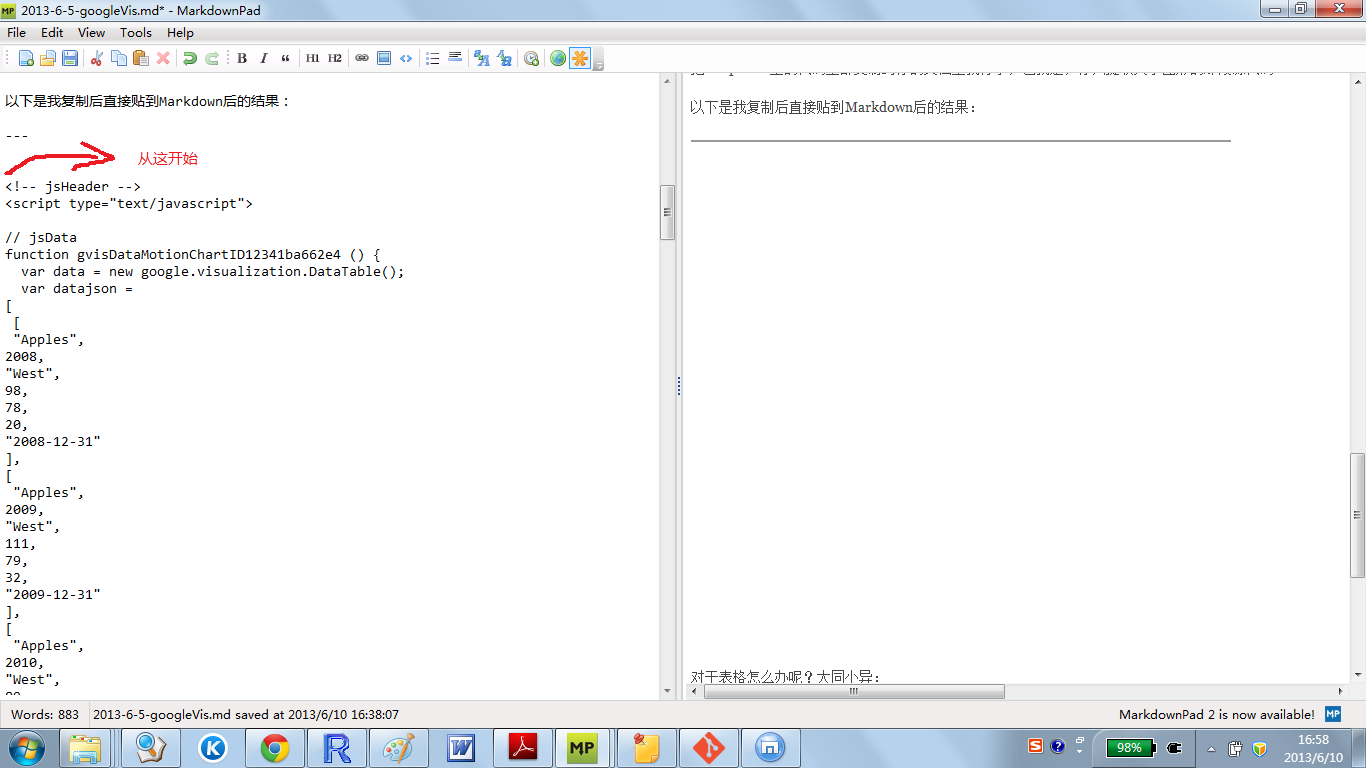 2013-6-5-googleVis.md* - MarkdownPad
File Edit View Tools Help
B I “ H1 H2
以下是我复制后直接贴到Markdown后的结果：
---
从这开始
<!-- jsHeader -->
<script type="text/javascript">
// jsData
function gvisDataMotionChartID12341ba662e4 () {
var data = new google.visualization.DataTable();
var datajson =
[
[
"Apples",
2008,
"West",
98,
78,
20,
"2008-12-31"
],
[
"Apples",
2009,
"West",
111,
79,
32,
"2009-12-31"
],
[
"Apples",
2010,
"West",
以下是我复制后直接贴到Markdown后的结果：
对于表格怎么办呢？大同小异：
Words: 883 2013-6-5-googleVis.md saved at 2013/6/10 16:38:07
MarkdownPad 2 is now available! MP
MP
98%
16:58
2013/6/10